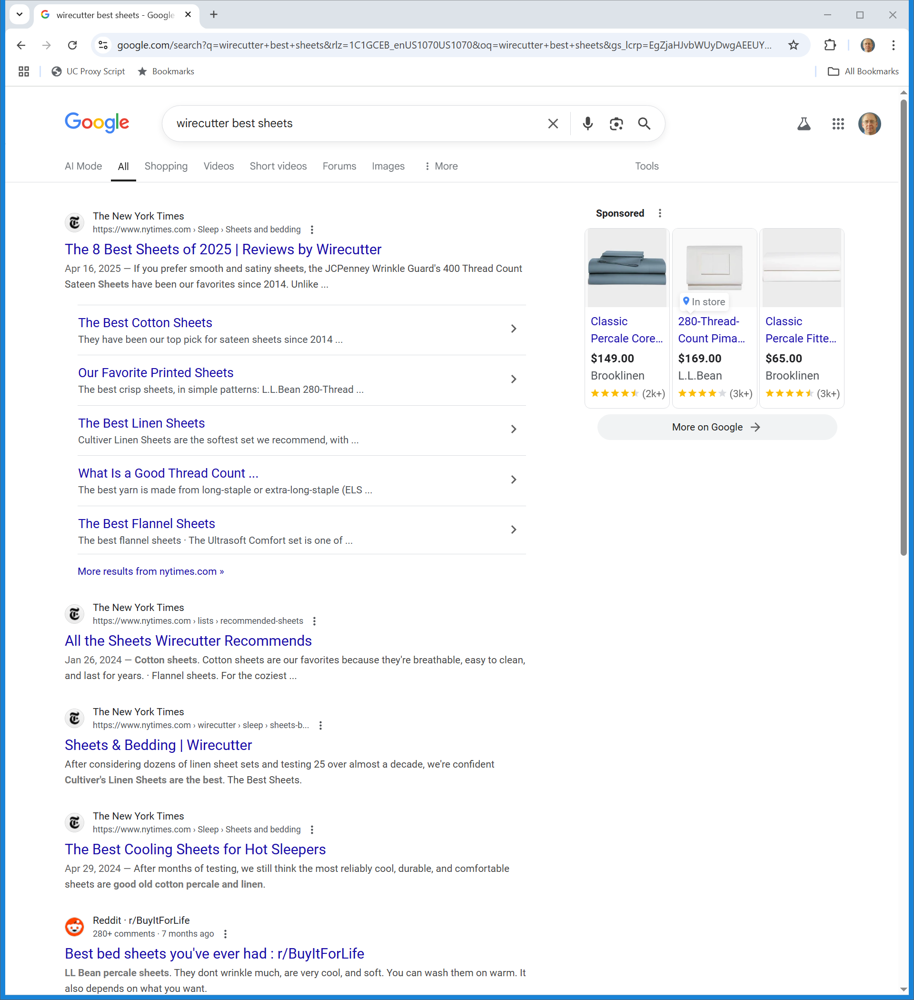 wirecutter best sheets - Google
google.com/search?q=wirecutter+best+sheets&rlz=1C1GCEB_enUS1070US1070&oq=wirecutter+best+sheets&gs_lcrp=EgZjaHJvbWUyDwgAEEUY...
UC Proxy Script
Bookmarks
All Bookmarks
Google
wirecutter best sheets
AI Mode
All
Shopping
Videos
Short videos
Forums
Images
More
Tools
The New York Times
https://www.nytimes.com › Sleep › Sheets and bedding
The 8 Best Sheets of 2025 | Reviews by Wirecutter
Apr 16, 2025 — If you prefer smooth and satiny sheets, the JCPenney Wrinkle Guard's 400 Thread Count
Sateen Sheets have been our favorites since 2014. Unlike ...
The Best Cotton Sheets
They have been our top pick for sateen sheets since 2014 ...
Our Favorite Printed Sheets
The best crisp sheets, in simple patterns: L.L.Bean 280-Thread ...
The Best Linen Sheets
Cultiver Linen Sheets are the softest set we recommend, with ...
What Is a Good Thread Count ...
The best yarn is made from long-staple or extra-long-staple (ELS ...
The Best Flannel Sheets
The best flannel sheets · The Ultrasoft Comfort set is one of ...
More results from nytimes.com »
The New York Times
https://www.nytimes.com › lists › recommended-sheets
All the Sheets Wirecutter Recommends
Jan 26, 2024 — Cotton sheets. Cotton sheets are our favorites because they're breathable, easy to clean,
and last for years. · Flannel sheets. For the coziest ...
The New York Times
https://www.nytimes.com › wirecutter › sleep › sheets-b...
Sheets & Bedding | Wirecutter
After considering dozens of linen sheet sets and testing 25 over almost a decade, we're confident
Cultiver's Linen Sheets are the best. The Best Sheets.
The New York Times
https://www.nytimes.com › Sleep › Sheets and bedding
The Best Cooling Sheets for Hot Sleepers
Apr 29, 2024 — After months of testing, we still think the most reliably cool, durable, and comfortable
sheets are good old cotton percale and linen.
Reddit · r/BuyItForLife
280+ comments · 7 months ago
Best bed sheets you've ever had : r/BuyItForLife
LL Bean percale sheets. They dont wrinkle much, are very cool, and soft. You can wash them on warm. It
also depends on what you want.
Sponsored
Classic
Percale Core...
$149.00
Brooklinen
(2k+)
In store
280-Thread-
Count Pima...
$169.00
L.L.Bean
(3k+)
Classic
Percale Fitte...
$65.00
Brooklinen
(3k+)
More on Google